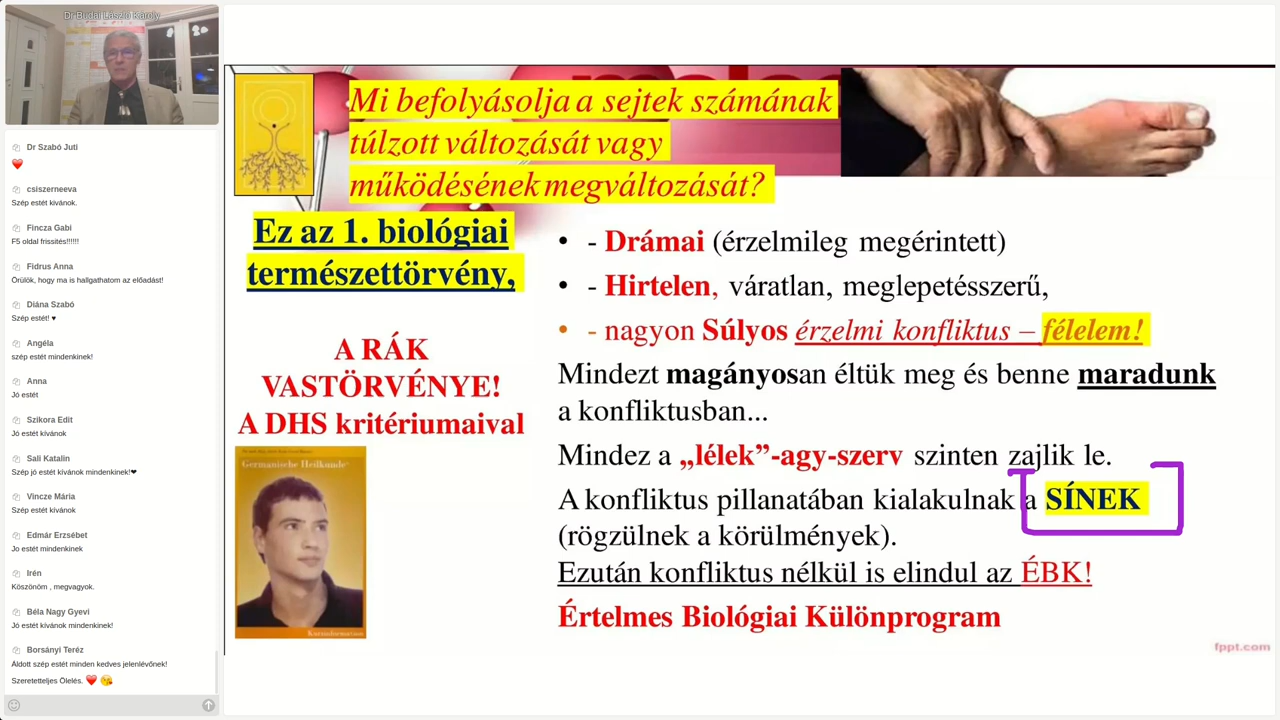 Dr Budai László Károly
Dr Szabó Juti
❤
csiszerneeva
Szép estét kívánok.
Fincza Gabi
F5 oldal frissítés!!!!!!
Fidrus Anna
Örülök, hogy ma is hallgathatom az előadást!
Diána Szabó
Szép estét! ♥
Angéla
szép estét mindenkinek!
Anna
Jó estét
Szikora Edit
Jó estét kívánok
Sali Katalin
Szép jó estét kívánok mindenkinek!❤
Vincze Mária
Szép estét kívánok
Edmár Erzsébet
Jo estét mindenkinek
Irén
Köszönöm , megvagyok.
Béla Nagy Gyevi
Jó estét kívánok mindenkinek!
Borsányi Teréz
Áldott szép estét minden kedves jelenlévőnek!
Szeretetteljes Ölelés. ❤ 😘
Mi befolyásolja a sejtek számának
túlzott változását vagy
működésének megváltozását?
Ez az 1. biológiai
természettörvény,
A RÁK
VASTÖRVÉNYE!
A DHS kritériumaival
Germanische Heilkunde
Kurzinformation
• - Drámai (érzelmileg megérintett)
• - Hirtelen, váratlan, meglepetésszerű,
• - nagyon Súlyos érzelmi konfliktus – félelem!
Mindezt magányosan éltük meg és benne maradunk
a konfliktusban...
Mindez a „lélek”-agy-szerv szinten zajlik le.
A konfliktus pillanatában kialakulnak a SÍNEK
(rögzülnek a körülmények).
Ezután konfliktus nélkül is elindul az ÉBK!
Értelmes Biológiai Különprogram
fppt.com